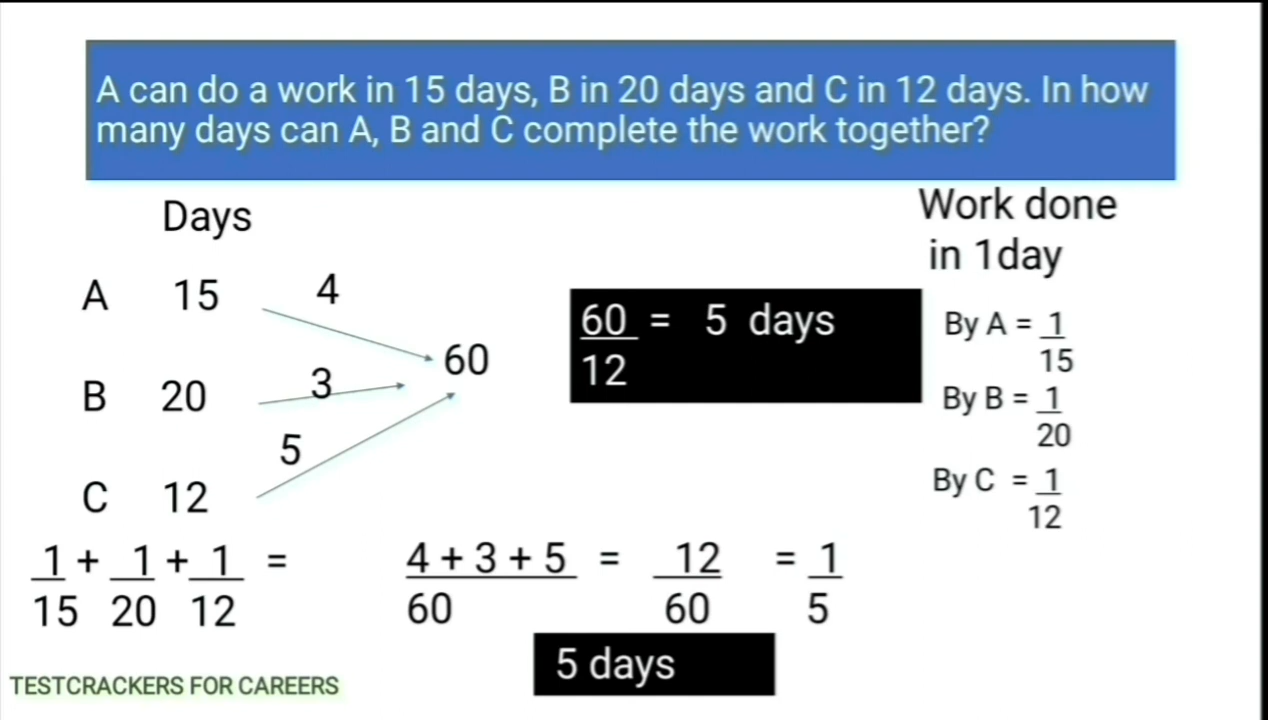 A can do a work in 15 days, B in 20 days and C in 12 days. In how
many days can A, B and C complete the work together?
Days
A 15 4
B 20 3
C 12 5
60
60 = 5 days
12
Work done
in 1day
By A = 1
15
By B = 1
20
By C = 1
12
1 + 1 + 1 = 4 + 3 + 5 = 12 = 1
15 20 12 60 60 5
5 days
TESTCRACKERS FOR CAREERS